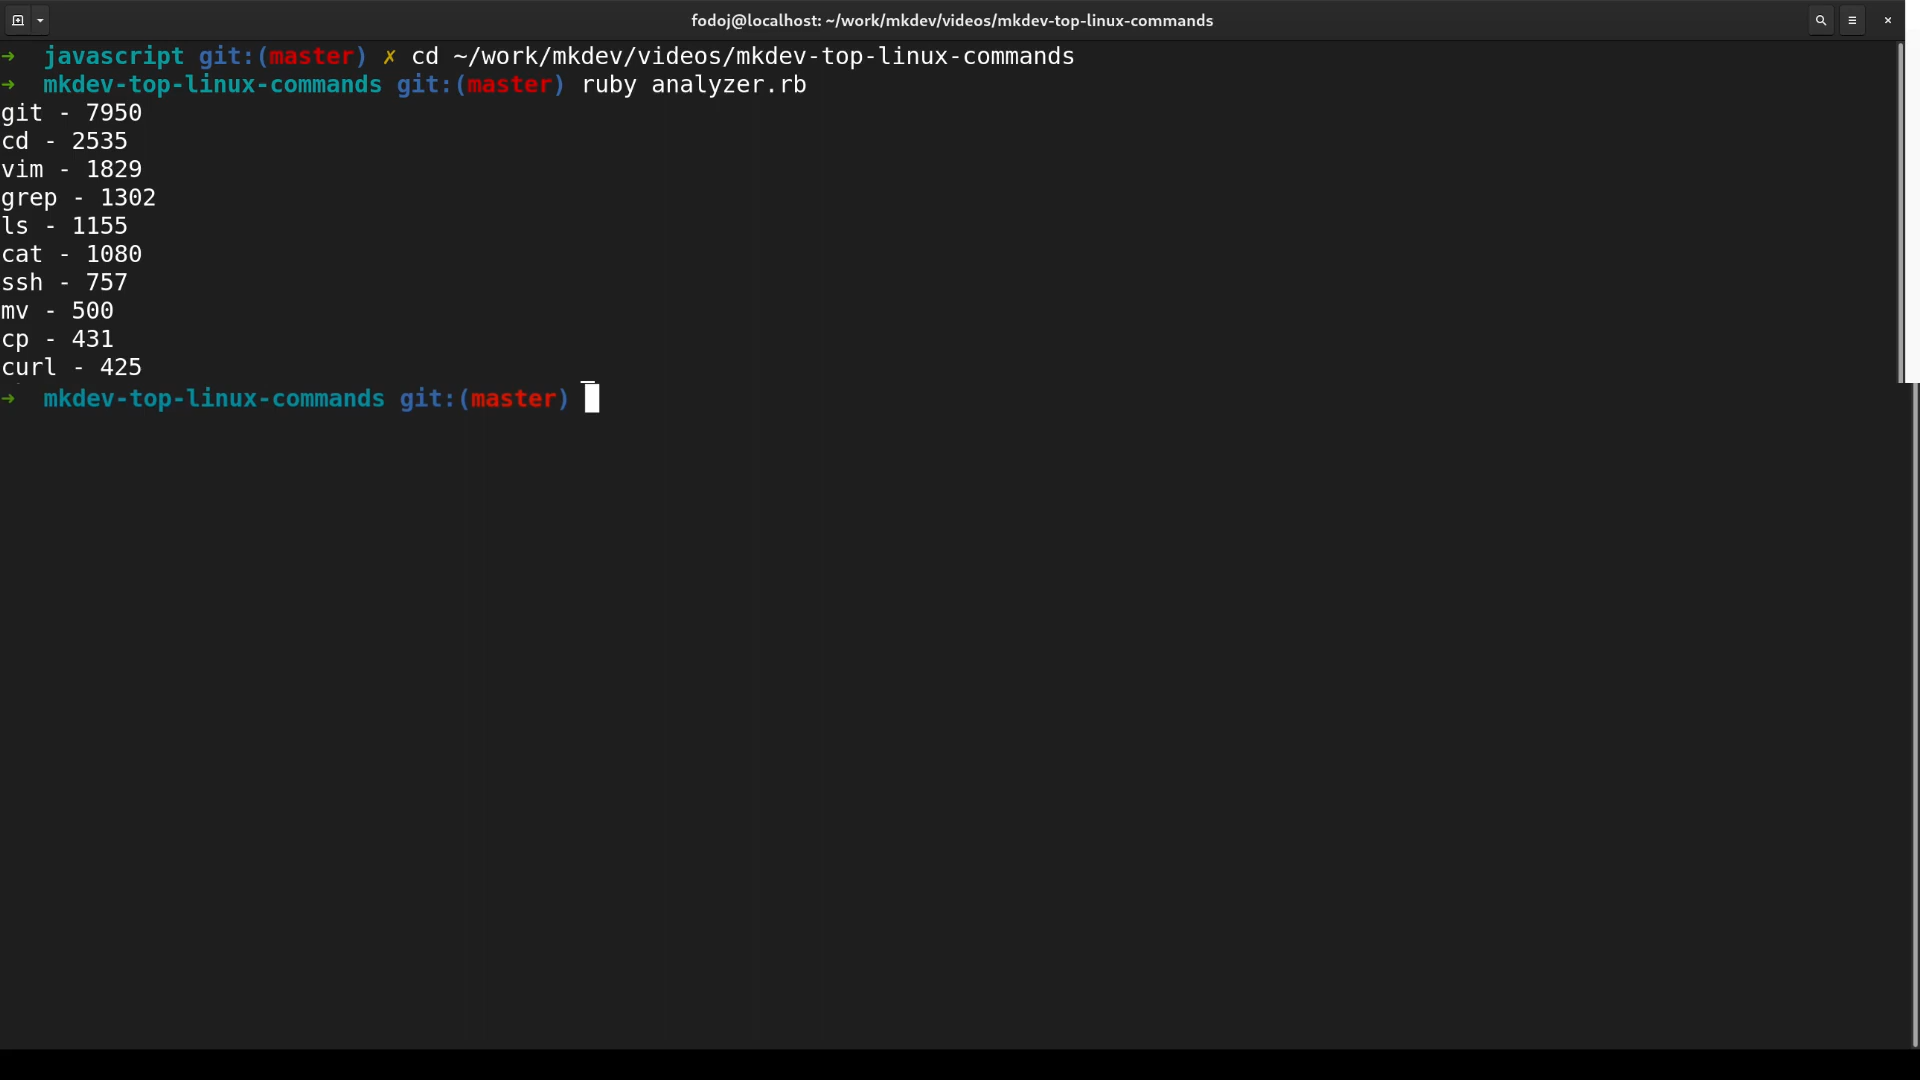 fodoj@localhost: ~/work/mkdev/videos/mkdev-top-linux-commands
➜ javascript git:(master) ✗ cd ~/work/mkdev/videos/mkdev-top-linux-commands
➜ mkdev-top-linux-commands git:(master) ruby analyzer.rb
git - 7950
cd - 2535
vim - 1829
grep - 1302
ls - 1155
cat - 1080
ssh - 757
mv - 500
cp - 431
curl - 425
➜ mkdev-top-linux-commands git:(master)